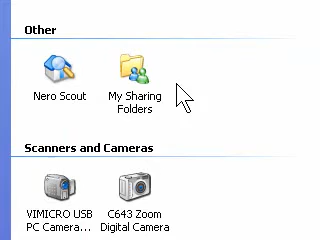 Other
Nero Scout
My Sharing
Folders
Scanners and Cameras
VIMICRO USB
PC Camera...
C643 Zoom
Digital Camera